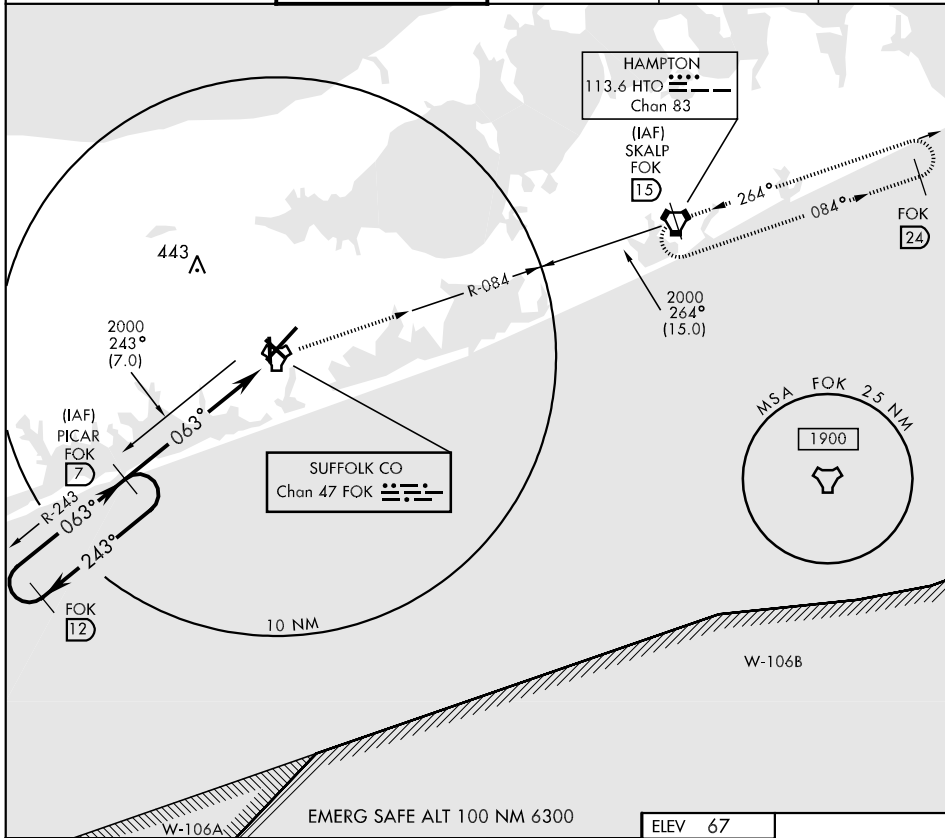 HAMPTON
113.6 HTO
Chan 83
(IAF)
SKALP
FOK
15
264°
084°
FOK
24
443
R-084
2000
264°
(15.0)
2000
243°
(7.0)
063°
(IAF)
PICAR
FOK
7
MSA FOK 25 NM
1900
SUFFOLK CO
Chan 47 FOK
R-243
063°
243°
FOK
12
10 NM
W-106B
W-106A
EMERG SAFE ALT 100 NM 6300
ELEV 67